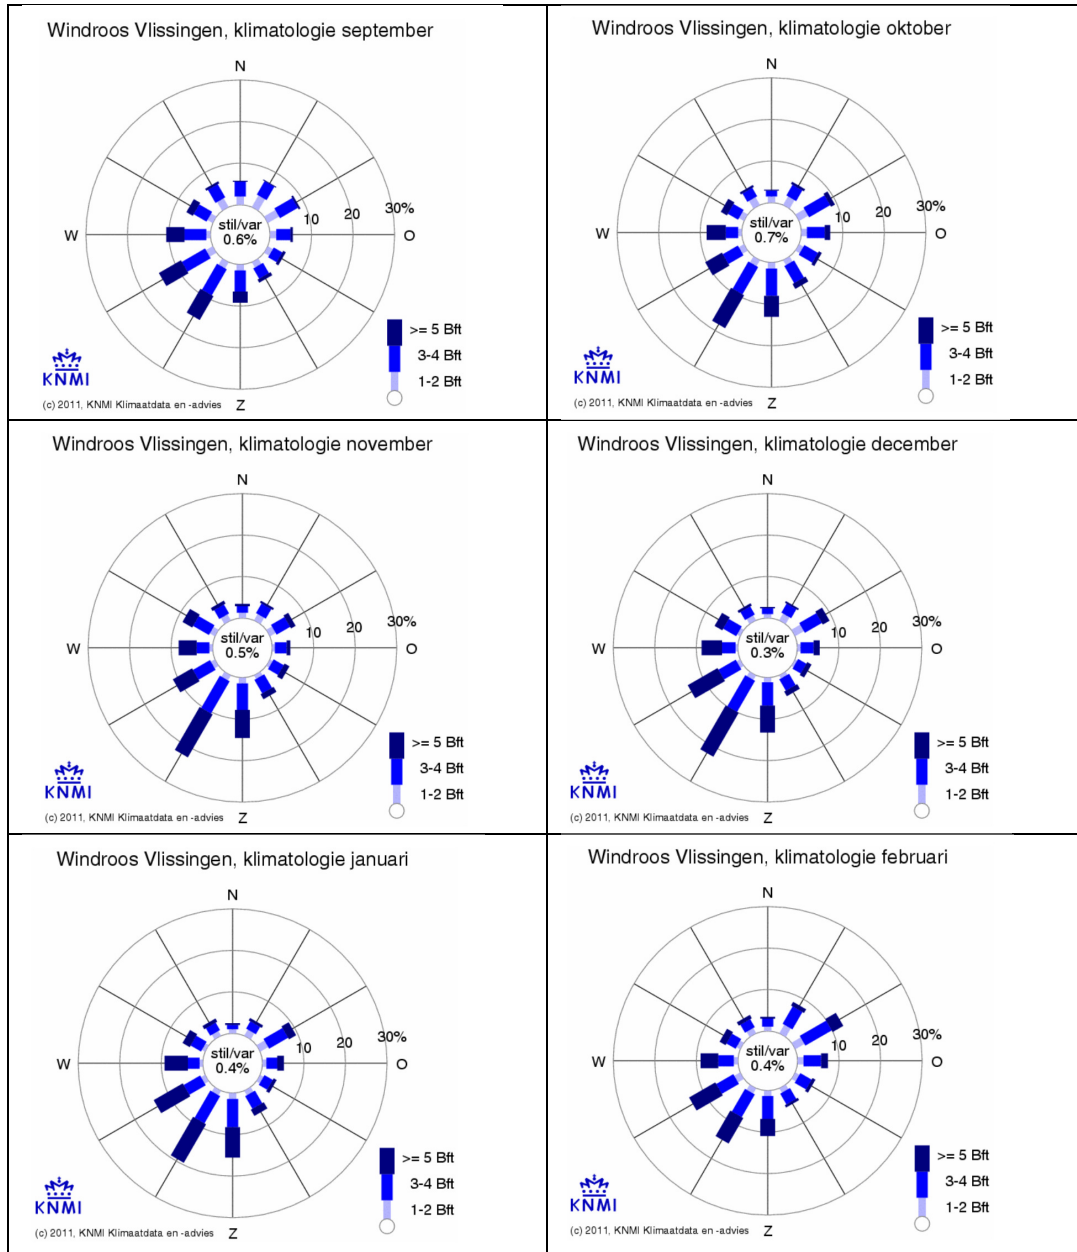 Windroos Vlissingen, klimatologie september
N
30%
20
10
stil/var
0.6%
W
O
>= 5 Bft
3-4 Bft
1-2 Bft
KNMI
(c) 2011, KNMI Klimaatdata en -advies
Z
Windroos Vlissingen, klimatologie oktober
N
30%
20
10
stil/var
0.7%
W
O
>= 5 Bft
3-4 Bft
1-2 Bft
KNMI
(c) 2011, KNMI Klimaatdata en -advies
Z
Windroos Vlissingen, klimatologie november
N
30%
20
10
stil/var
0.5%
W
O
>= 5 Bft
3-4 Bft
1-2 Bft
KNMI
(c) 2011, KNMI Klimaatdata en -advies
Z
Windroos Vlissingen, klimatologie december
N
30%
20
10
stil/var
0.3%
W
O
>= 5 Bft
3-4 Bft
1-2 Bft
KNMI
(c) 2011, KNMI Klimaatdata en -advies
Z
Windroos Vlissingen, klimatologie januari
N
30%
20
10
stil/var
0.4%
W
O
>= 5 Bft
3-4 Bft
1-2 Bft
KNMI
(c) 2011, KNMI Klimaatdata en -advies
Z
Windroos Vlissingen, klimatologie februari
N
30%
20
10
stil/var
0.4%
W
O
>= 5 Bft
3-4 Bft
1-2 Bft
KNMI
(c) 2011, KNMI Klimaatdata en -advies
Z